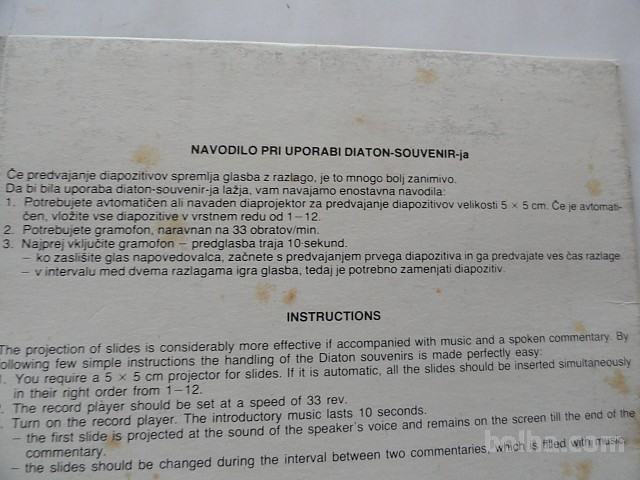 NAVODILO PRI UPORABI DIATON-SOUVENIR-ja
Če predvajanje diapozitivov spremlja glasba z razlago, je to mnogo bolj zanimivo.
Da bi bila uporaba diaton-souvenir-ja lažja, vam navajamo enostavna navodila:
1. Potrebujete avtomatičen ali navaden diaprojektor za predvajanje diapozitivov velikosti 5 × 5 cm. Če je avtomati-
čen, vložite vse diapozitive v vrstnem redu od 1–12.
2. Potrebujete gramofon, naravnan na 33 obratov/min.
3. Najprej vključite gramofon – predglasba traja 10 sekund.
– ko zaslišite glas napovedovalca, začnete s predvajanjem prvega diapozitiva in ga predvajate ves čas razlage
– v intervalu med dvema razlagama igra glasba, tedaj je potrebno zamenjati diapozitiv.
INSTRUCTIONS
The projection of slides is considerably more effective if accompanied with music and a spoken commentary. By
ollowing few simple instructions the handling of the Diaton souvenirs is made perfectly easy:
1. You require a 5 × 5 cm projector for slides. If it is automatic, all the slides should be inserted simultaneously
in their right order from 1–12.
2. The record player should be set at a speed of 33 rev.
. Turn on the record player. The introductory music lasts 10 seconds.
– the first slide is projected at the sound of the speaker's voice and remains on the screen till the end of the
commentary.
– the slides should be changed during the interval between two commentaries, which is filled with music.
bolha.com